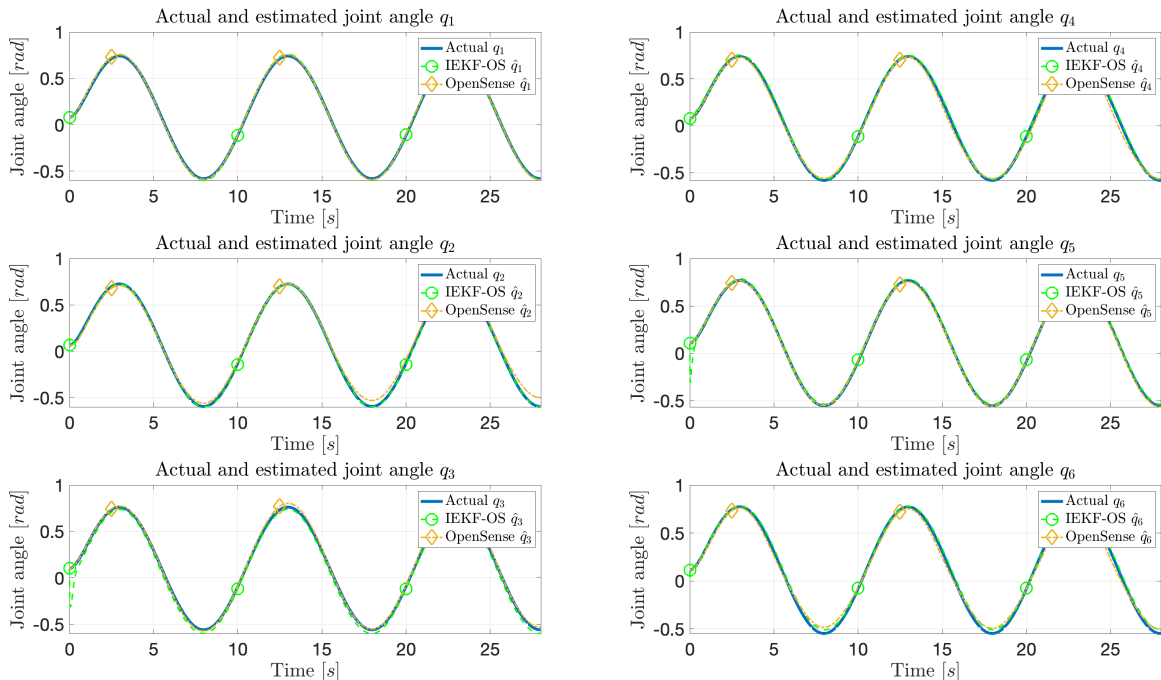 Actual and estimated joint angle q1
Joint angle [rad]
1
0.5
0
-0.5
Actual q1
IEKF-OS q̂1
OpenSense q̂1
0 5 10 15 20 25
Time [s]
Actual and estimated joint angle q4
Joint angle [rad]
1
0.5
0
-0.5
Actual q4
IEKF-OS q̂4
OpenSense q̂4
0 5 10 15 20 25
Time [s]
Actual and estimated joint angle q2
Joint angle [rad]
1
0.5
0
-0.5
Actual q2
IEKF-OS q̂2
OpenSense q̂2
0 5 10 15 20 25
Time [s]
Actual and estimated joint angle q5
Joint angle [rad]
1
0.5
0
-0.5
Actual q5
IEKF-OS q̂5
OpenSense q̂5
0 5 10 15 20 25
Time [s]
Actual and estimated joint angle q3
Joint angle [rad]
1
0.5
0
-0.5
Actual q3
IEKF-OS q̂3
OpenSense q̂3
0 5 10 15 20 25
Time [s]
Actual and estimated joint angle q6
Joint angle [rad]
1
0.5
0
-0.5
Actual q6
IEKF-OS q̂6
OpenSense q̂6
0 5 10 15 20 25
Time [s]